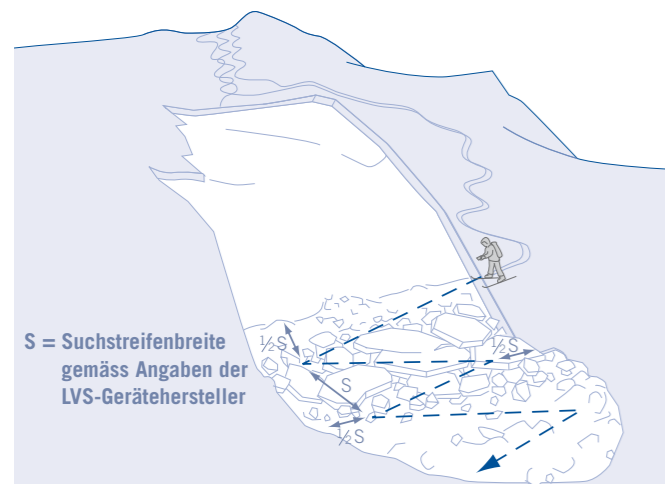 ½S
½S
S = Suchstreifenbreite
gemäss Angaben der
LVS-Gerätehersteller
S
½S